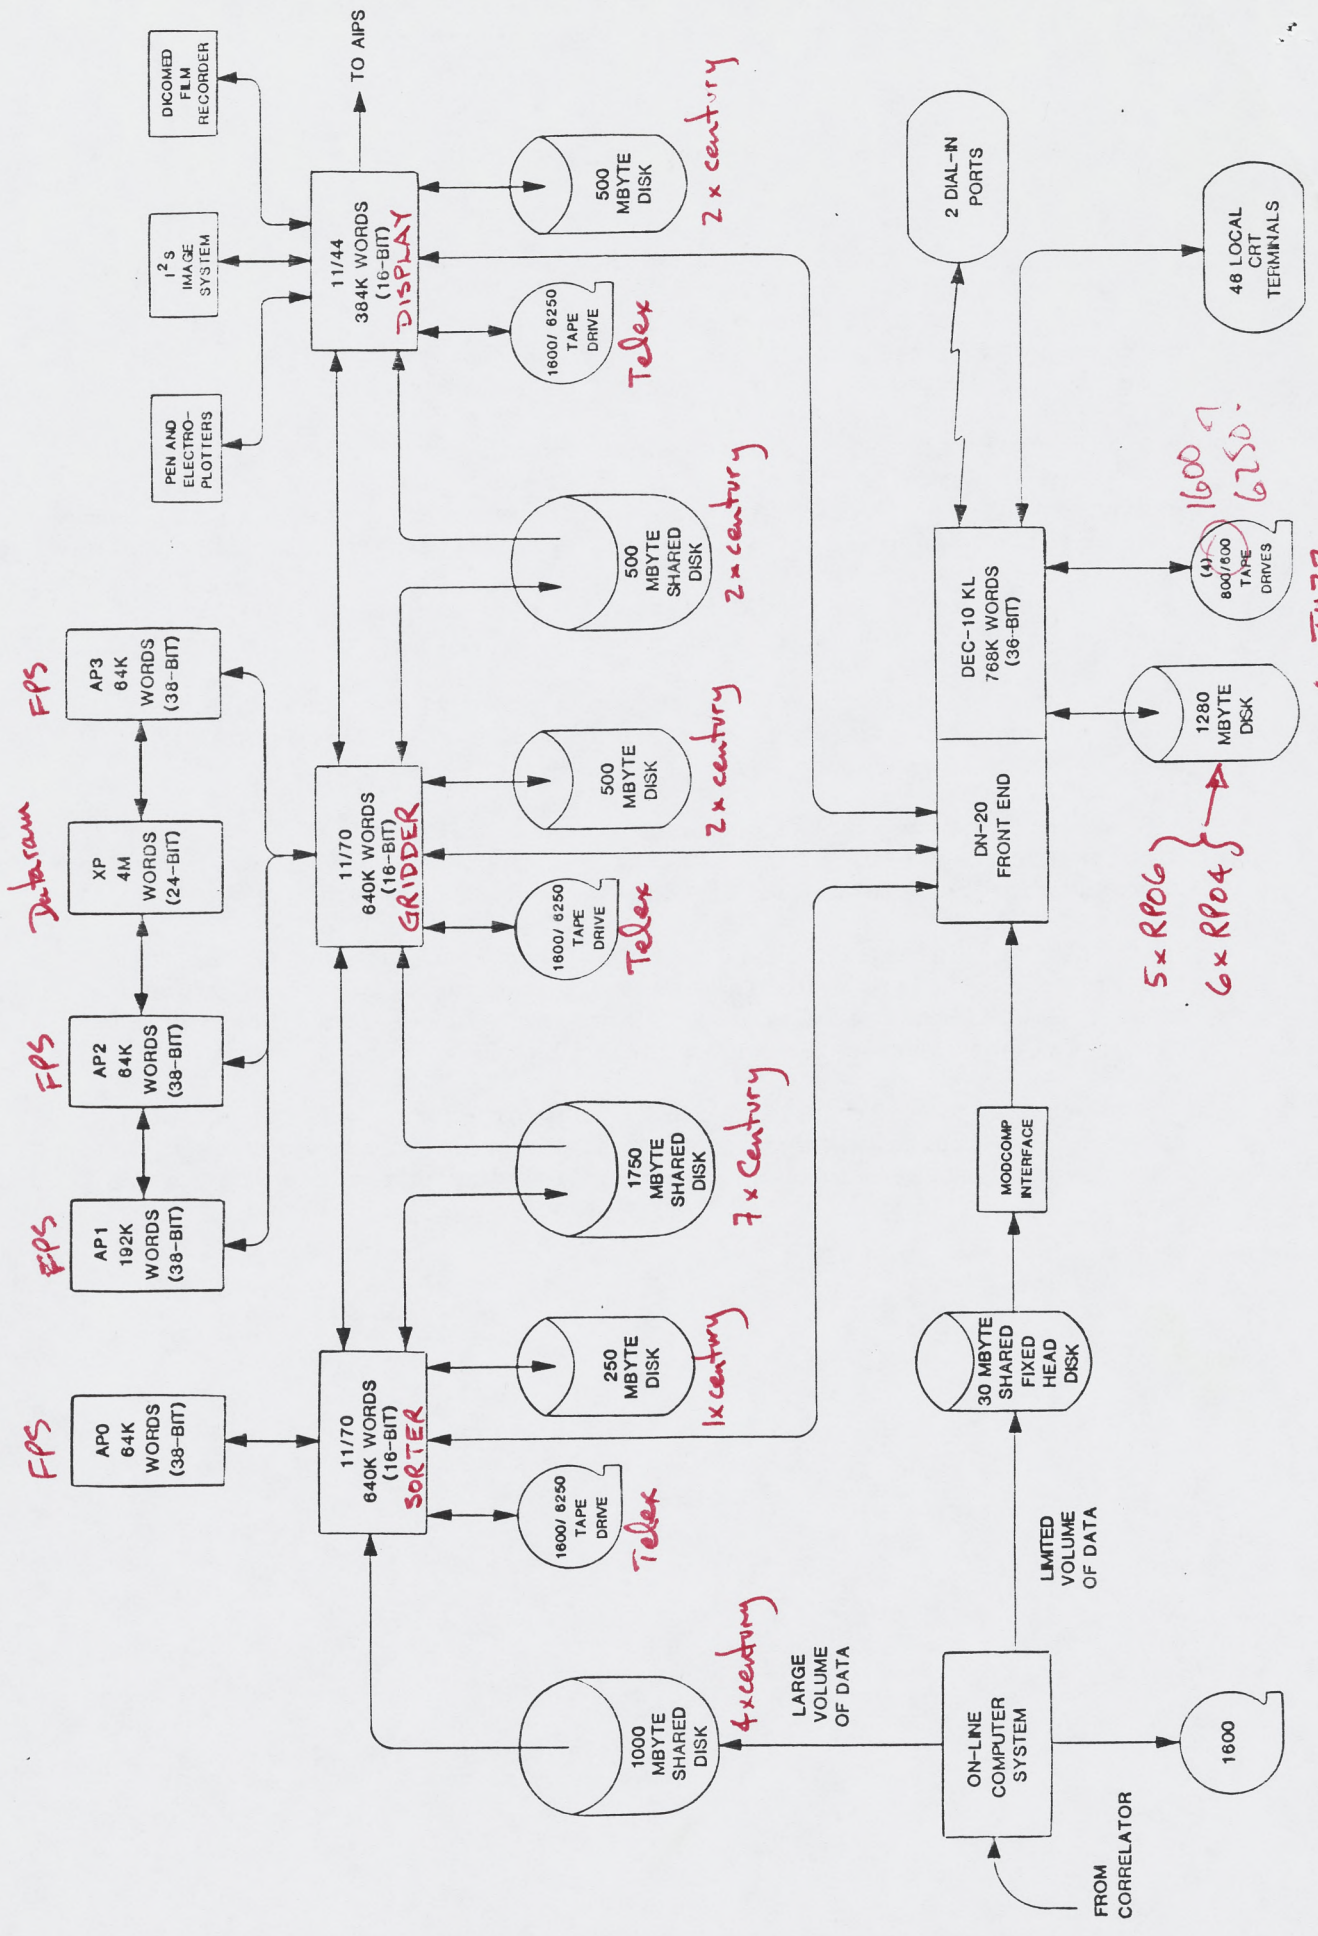 FPS
AP0
64K
WORDS
(38-BIT)
FPS
AP1
192K
WORDS
(38-BIT)
FPS
AP2
64K
WORDS
(38-BIT)
Dataram
XP
4M
WORDS
(24-BIT)
FPS
AP3
64K
WORDS
(38-BIT)
PEN AND
ELECTRO-
PLOTTERS
I²S
IMAGE
SYSTEM
DICOMED
FILM
RECORDER
11/70
640K WORDS
(16-BIT)
SORTER
11/70
640K WORDS
(16-BIT)
GRIDDER
11/44
384K WORDS
(16-BIT)
DISPLAY
TO AIPS
1000
MBYTE
SHARED
DISK
4 x century
1600/ 6250
TAPE
DRIVE
Telex
250
MBYTE
DISK
1x century
1750
MBYTE
SHARED
DISK
7 x Century
1600/ 6250
TAPE
DRIVE
Telex
500
MBYTE
DISK
2 x century
500
MBYTE
SHARED
DISK
2 x century
1600/ 6250
TAPE
DRIVE
Telex
500
MBYTE
DISK
2 x century
LARGE
VOLUME
OF DATA
FROM
CORRELATOR
ON-LINE
COMPUTER
SYSTEM
1600
LIMITED
VOLUME
OF DATA
30 MBYTE
SHARED
FIXED
HEAD
DISK
MODCOMP
INTERFACE
DN-20
FRONT END
DEC-10 KL
768K WORDS
(36-BIT)
2 DIAL-IN
PORTS
46 LOCAL
CRT
TERMINALS
5 x RP06
6 x RP04
1280
MBYTE
DISK
(4)
800/600
TAPE
DRIVES
1600
6250